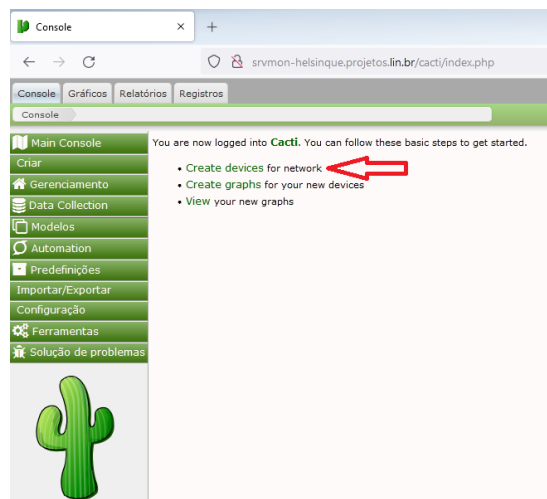 Console
srvmon-helsinque.projetos.lin.br/cacti/index.php
Console Gráficos Relatórios Registros
Console
Main Console
Criar
Gerenciamento
Data Collection
Modelos
Automation
Predefinições
Importar/Exportar
Configuração
Ferramentas
Solução de problemas
You are now logged into Cacti. You can follow these basic steps to get started.
Create devices for network
Create graphs for your new devices
View your new graphs